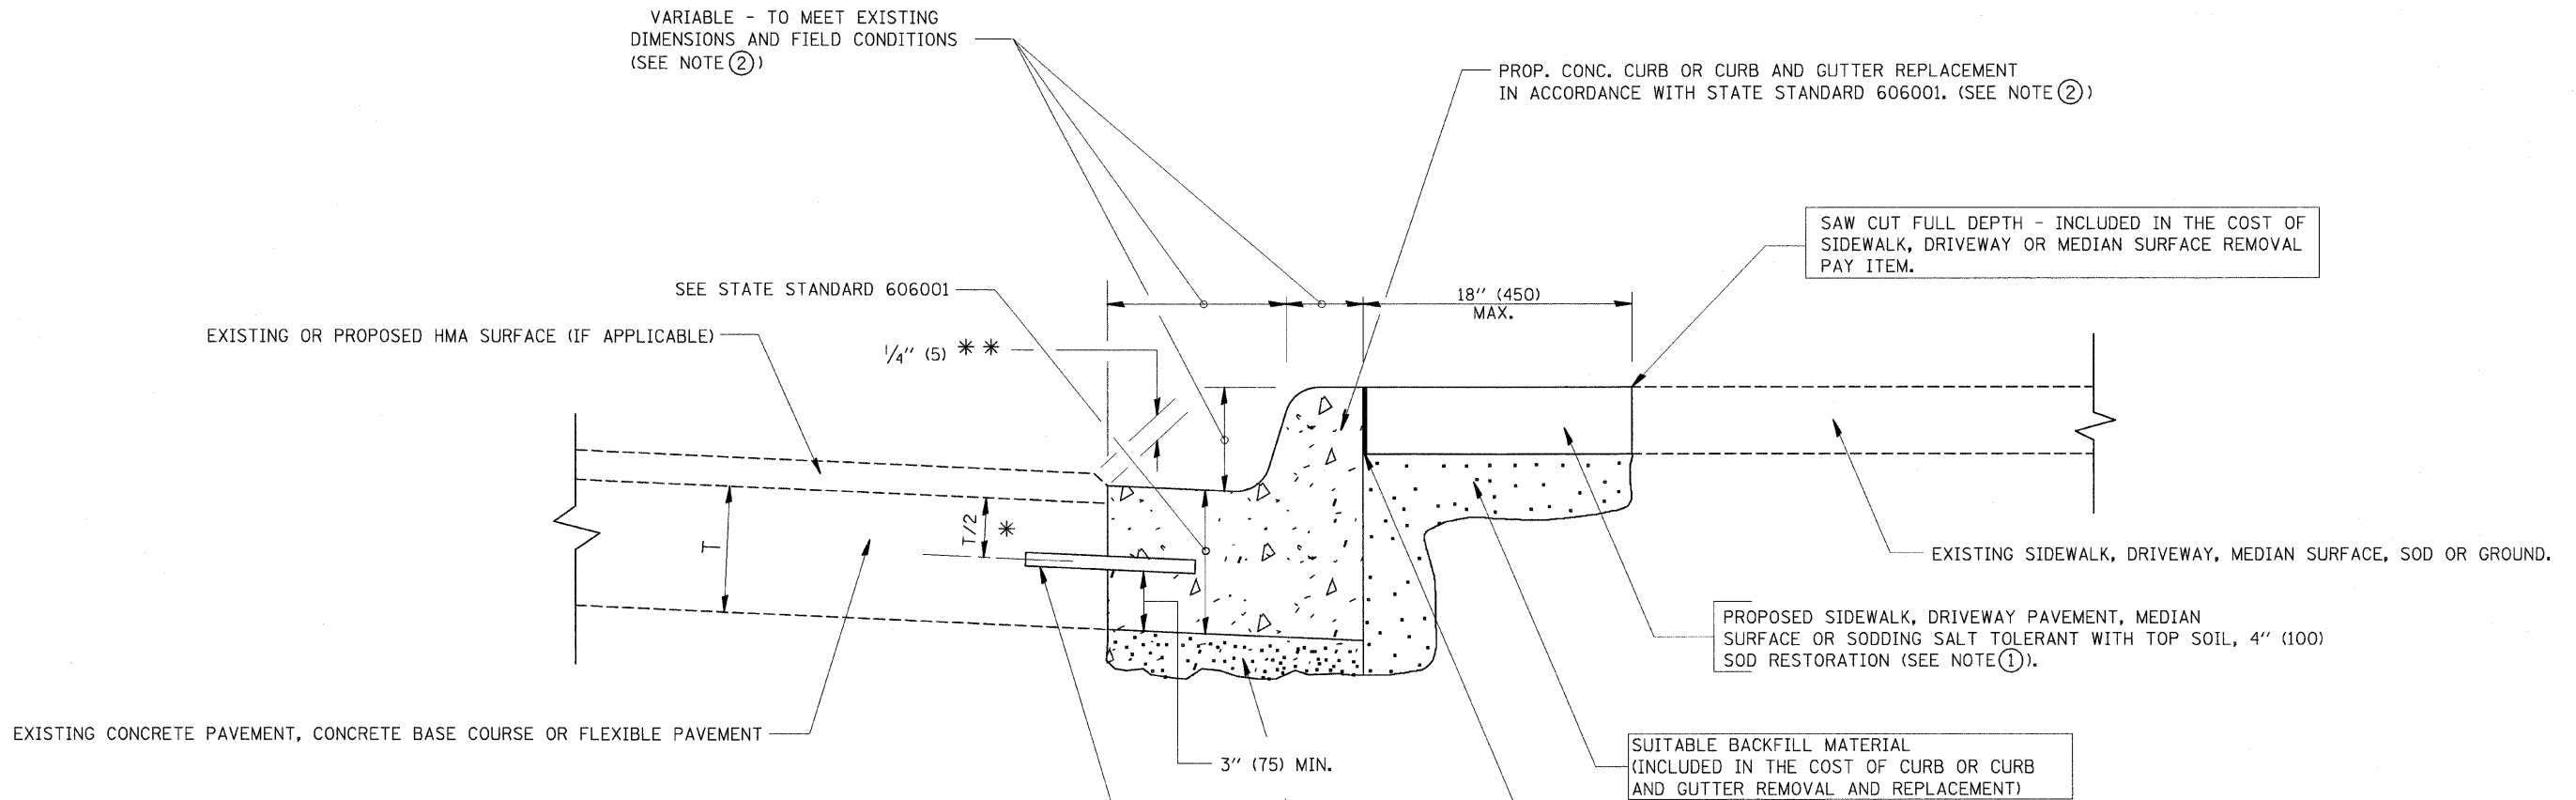 VARIABLE - TO MEET EXISTING
DIMENSIONS AND FIELD CONDITIONS
(SEE NOTE ②)
PROP. CONC. CURB OR CURB AND GUTTER REPLACEMENT
IN ACCORDANCE WITH STATE STANDARD 606001. (SEE NOTE ②)
SAW CUT FULL DEPTH - INCLUDED IN THE COST OF
SIDEWALK, DRIVEWAY OR MEDIAN SURFACE REMOVAL
PAY ITEM.
SEE STATE STANDARD 606001
18" (450)
MAX.
EXISTING OR PROPOSED HMA SURFACE (IF APPLICABLE)
1/4" (5) * *
T
T/2 *
EXISTING SIDEWALK, DRIVEWAY, MEDIAN SURFACE, SOD OR GROUND.
PROPOSED SIDEWALK, DRIVEWAY PAVEMENT, MEDIAN
SURFACE OR SODDING SALT TOLERANT WITH TOP SOIL, 4" (100)
SOD RESTORATION (SEE NOTE ①).
EXISTING CONCRETE PAVEMENT, CONCRETE BASE COURSE OR FLEXIBLE PAVEMENT
3" (75) MIN.
SUITABLE BACKFILL MATERIAL
(INCLUDED IN THE COST OF CURB OR CURB
AND GUTTER REMOVAL AND REPLACEMENT)